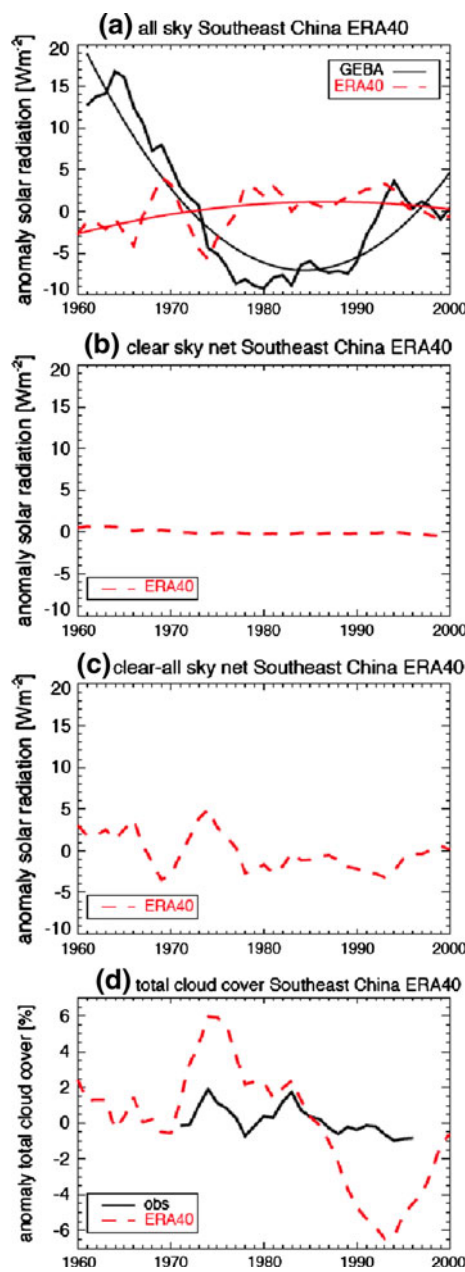 (a) all sky Southeast China ERA40
anomaly solar radiation [Wm-2]
20
15
10
5
0
-5
-10
GEBA
ERA40
1960 1970 1980 1990 2000
(b) clear sky net Southeast China ERA40
anomaly solar radiation [Wm-2]
20
15
10
5
0
-5
-10
ERA40
1960 1970 1980 1990 2000
(c) clear-all sky net Southeast China ERA40
anomaly solar radiation [Wm-2]
20
15
10
5
0
-5
-10
ERA40
1960 1970 1980 1990 2000
(d) total cloud cover Southeast China ERA40
anomaly total cloud cover [%]
6
4
2
0
-2
-4
-6
obs
ERA40
1960 1970 1980 1990 2000